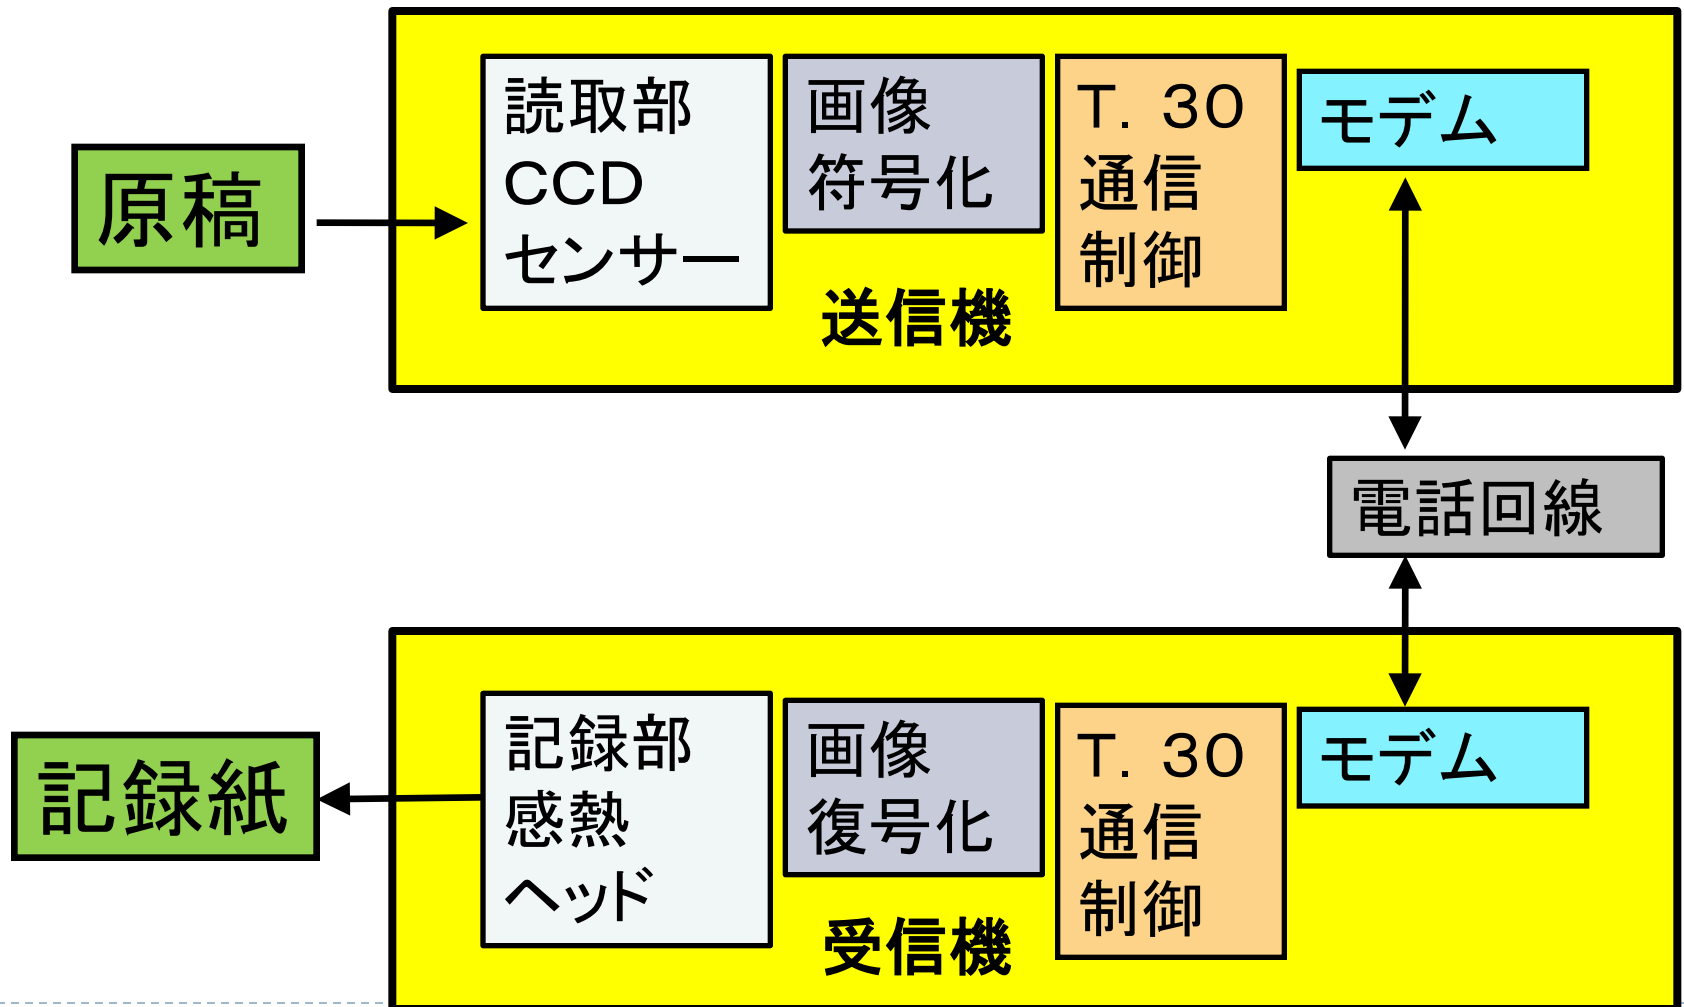 原稿
読取部
CCD
センサー
画像
符号化
T．30
通信
制御
モデム
送信機
電話回線
記録紙
記録部
感熱
ヘッド
画像
復号化
T．30
通信
制御
モデム
受信機